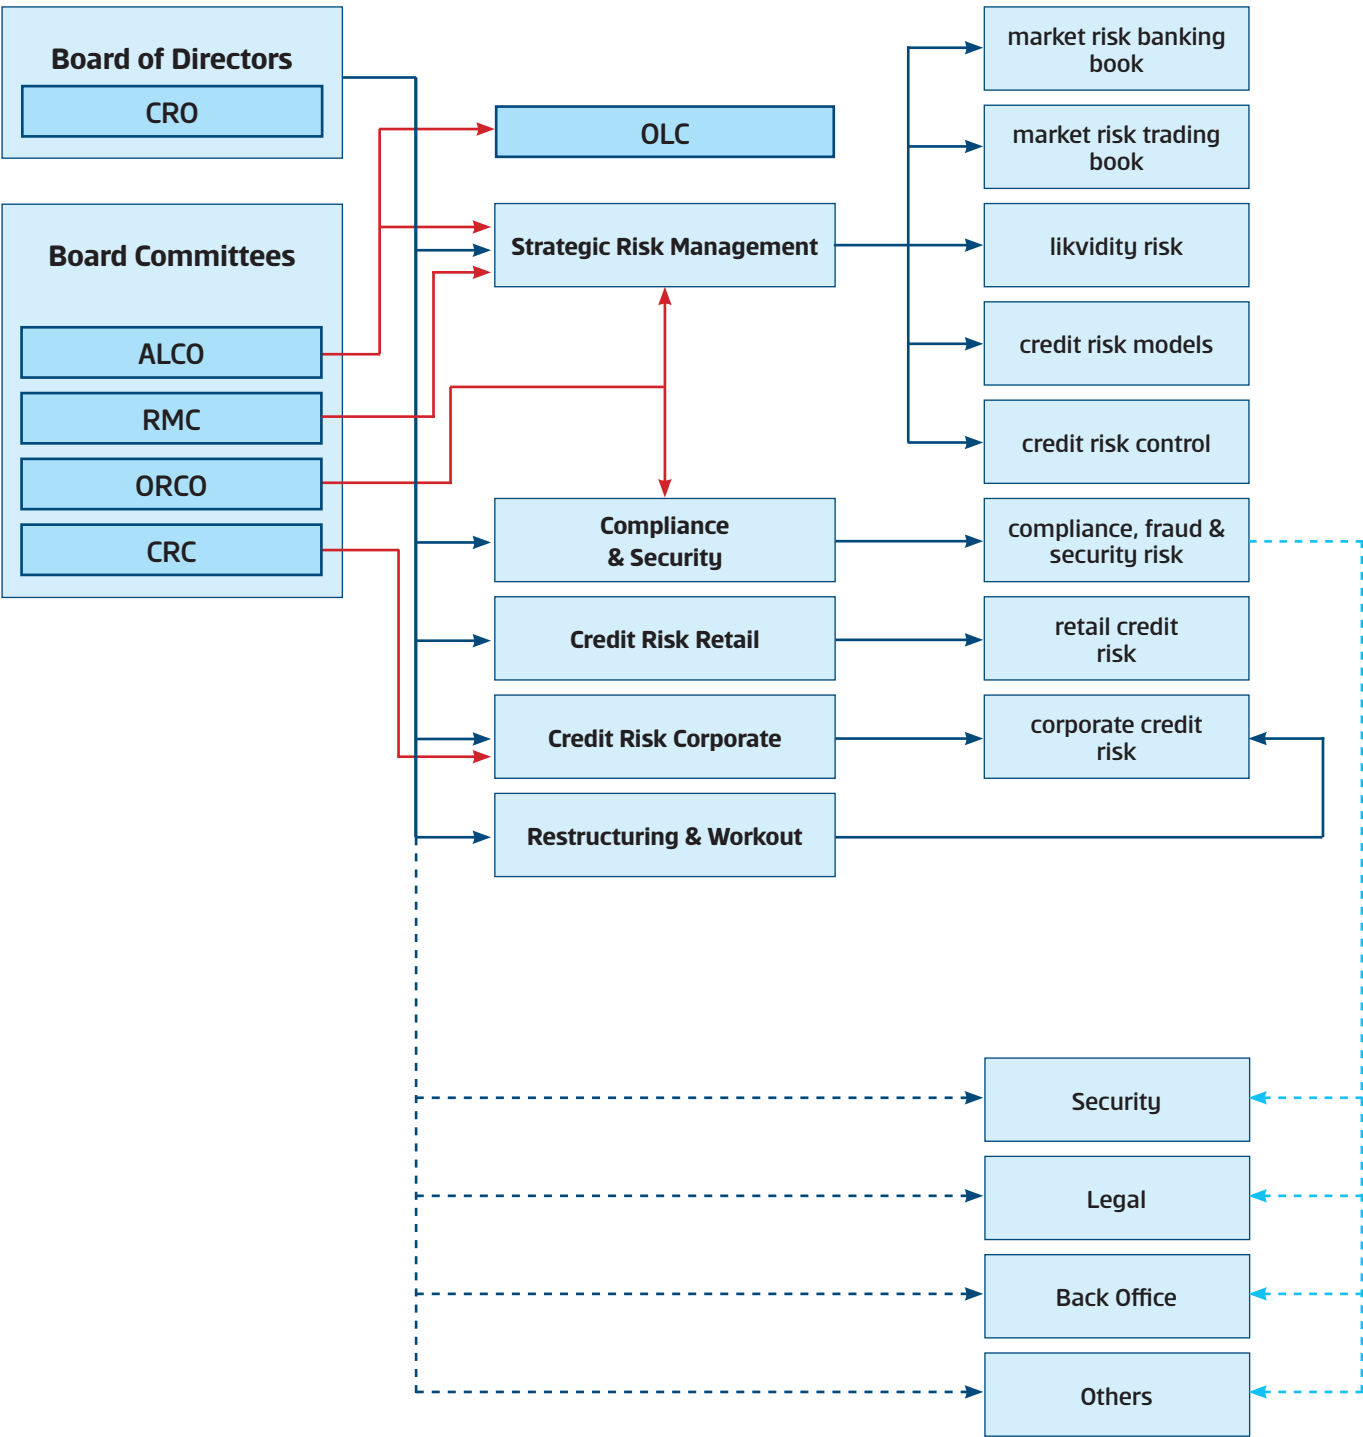 Board of Directors
CRO
Board Committees
ALCO
RMC
ORCO
CRC
OLC
Strategic Risk Management
Compliance
& Security
Credit Risk Retail
Credit Risk Corporate
Restructuring & Workout
market risk banking
book
market risk trading
book
likvidity risk
credit risk models
credit risk control
compliance, fraud &
security risk
retail credit
risk
corporate credit
risk
Security
Legal
Back Office
Others